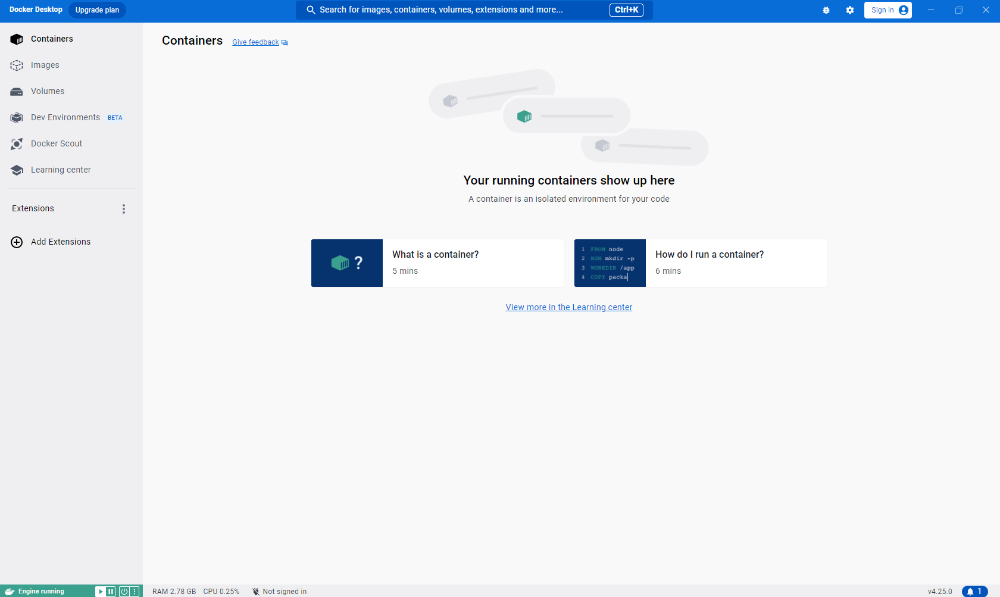 Docker Desktop
Upgrade plan
Search for images, containers, volumes, extensions and more...
Ctrl+K
Sign in
Containers
Images
Volumes
Dev Environments BETA
Docker Scout
Learning center
Extensions
Add Extensions
Containers
Give feedback
Your running containers show up here
A container is an isolated environment for your code
?
What is a container?
5 mins
1 FROM node
2 RUN mkdir -p
3 WORKDIR /app
4 COPY packa
How do I run a container?
6 mins
View more in the Learning center
Engine running
RAM 2.78 GB CPU 0.25%
Not signed in
v4.25.0
1